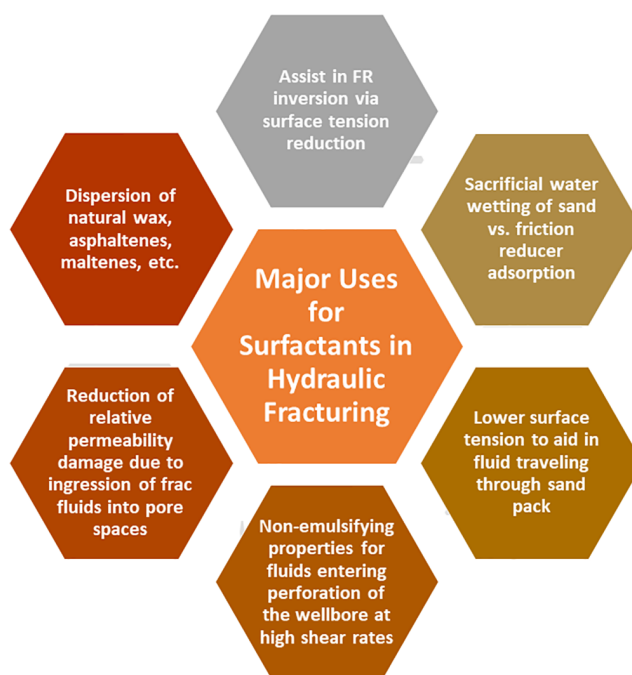 Major Uses
for
Surfactants in
Hydraulic
Fracturing
Assist in FR
inversion via
surface tension
reduction
Sacrificial water
wetting of sand
vs. friction
reducer
adsorption
Lower surface
tension to aid in
fluid traveling
through sand
pack
Non-emulsifying
properties for
fluids entering
perforation of
the wellbore at
high shear rates
Reduction of
relative
permeability
damage due to
ingression of frac
fluids into pore
spaces
Dispersion of
natural wax,
asphaltenes,
maltenes, etc.